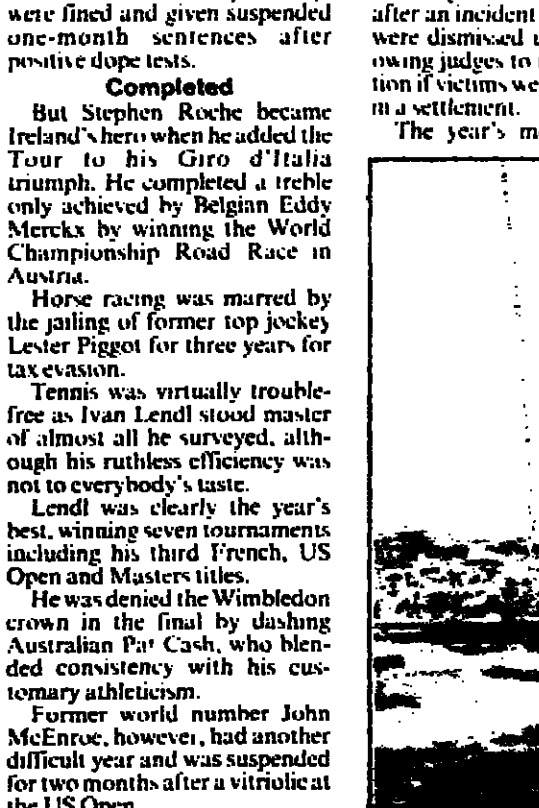 were fined and given suspended
one-month sentences after
positive dope tests.
Completed
But Stephen Roche became
Ireland's hero when he added the
Tour to his Giro d'Italia
triumph. He completed a treble
only achieved by Belgian Eddy
Merckx by winning the World
Championship Road Race in
Austria.
Horse racing was marred by
the jailing of former top jockey
Lester Piggot for three years for
tax evasion.
Tennis was virtually trouble-
free as Ivan Lendl stood master
of almost all he surveyed, alth-
ough his ruthless efficiency was
not to everybody's taste.
Lendl was clearly the year's
best, winning seven tournaments
including his third French, US
Open and Masters titles.
He was denied the Wimbledon
crown in the final by dashing
Australian Pat Cash, who blen-
ded consistency with his cus-
tomary athleticism.
Former world number John
McEnroe, however, had another
difficult year and was suspended
for two months after a vitriolic at
the US Open
after an incident
were dismissed
owing judges to
tion if victims we
in a settlement.
The year's m